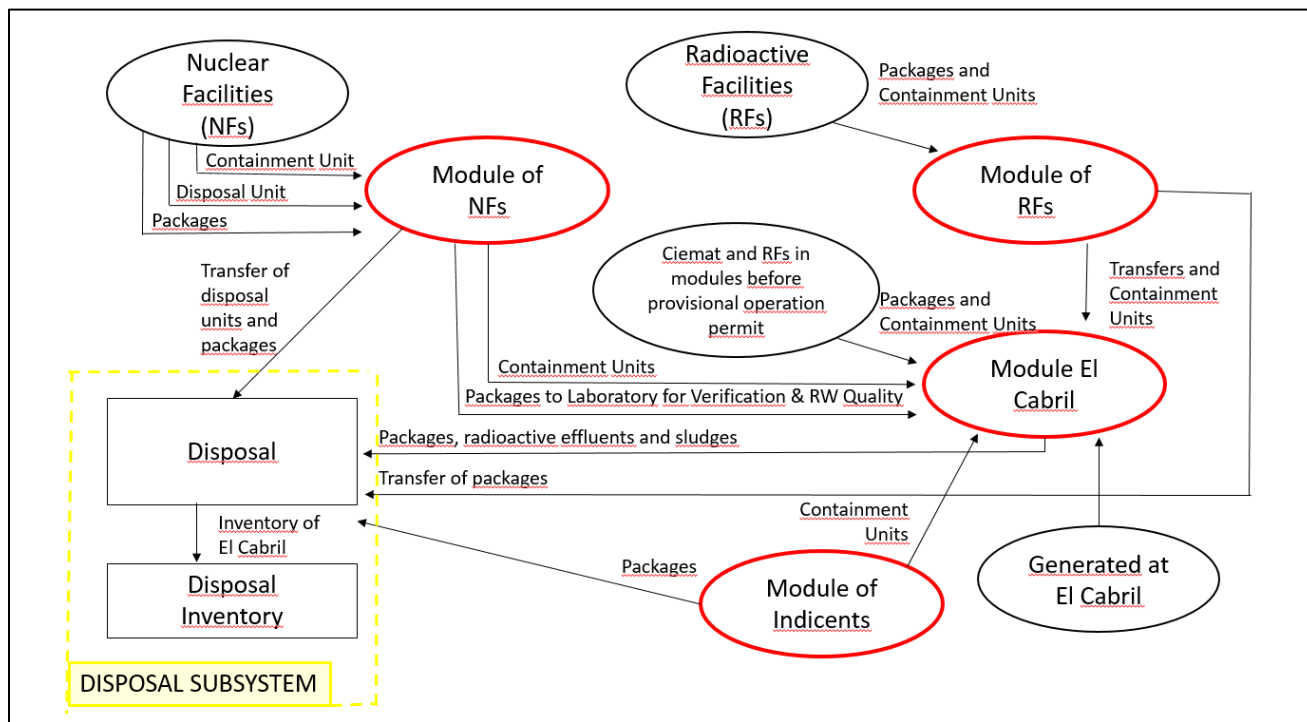 Nuclear
Facilities
(NFs)
Radioactive
Facilities
(RFs)
Packages and
Containment Units
Containment Unit
Disposal Unit
Packages
Module of
NFs
Module of
RFs
Transfer of
disposal
units and
packages
Ciemat and RFs in
modules before
provisional operation
permit
Packages and
Containment Units
Transfers and
Containment
Units
Containment Units
Packages to Laboratory for Verification & RW Quality
Module El
Cabril
Disposal
Packages, radioactive effluents and sludges
Transfer of packages
Inventory of
El Cabril
Containment
Units
Disposal
Inventory
Packages
Module of
Indicents
Generated at
El Cabril
DISPOSAL SUBSYSTEM